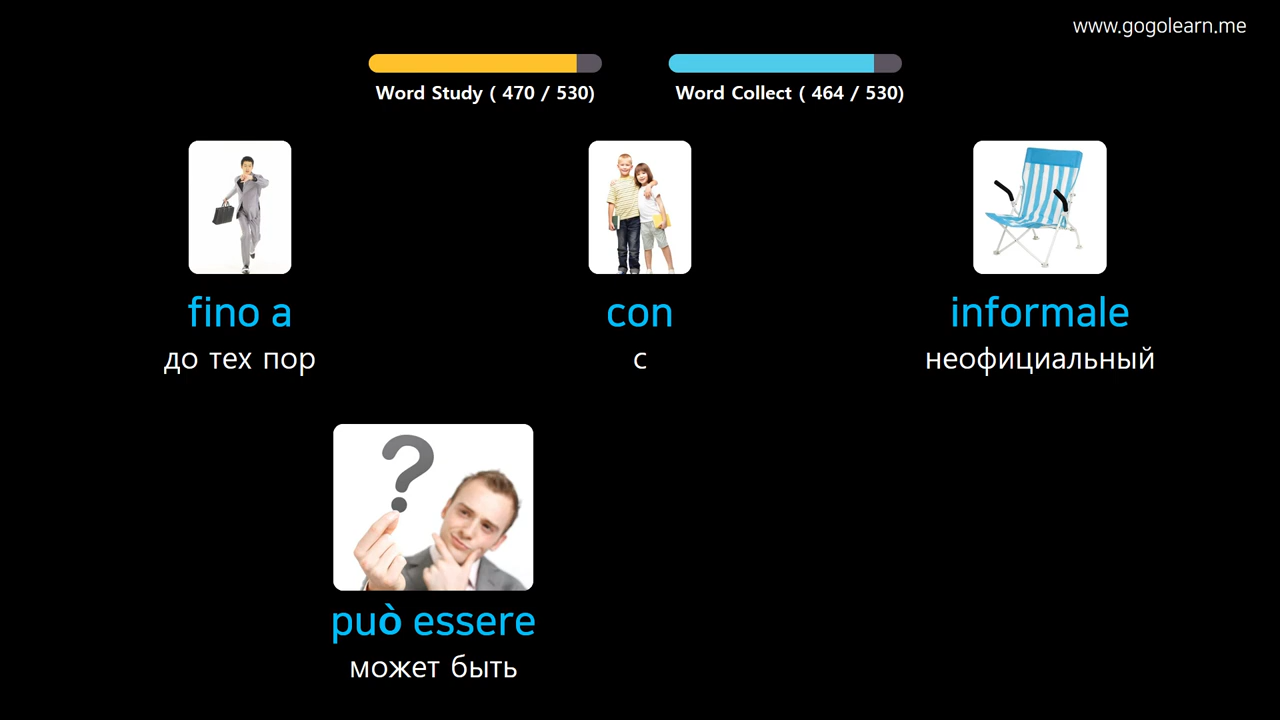 www.gogolearn.me
Word Study ( 470 / 530)
Word Collect ( 464 / 530)
fino a
до тех пор
con
с
informale
неофициальный
può essere
может быть